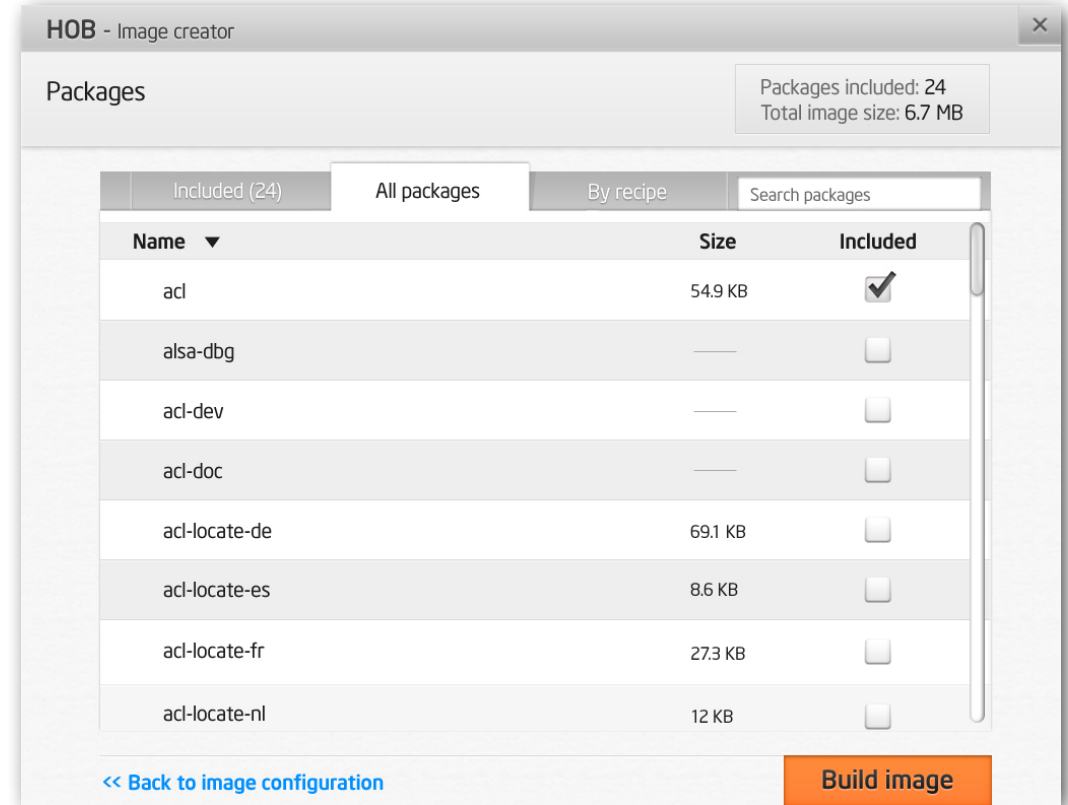 HOB - Image creator
Packages
Packages included: 24
Total image size: 6.7 MB
Included (24) All packages By recipe Search packages
Name Size Included
acl 54.9 KB
alsa-dbg
acl-dev
acl-doc
acl-locate-de 69.1 KB
acl-locate-es 8.6 KB
acl-locate-fr 27.3 KB
acl-locate-nl 12 KB
<< Back to image configuration Build image